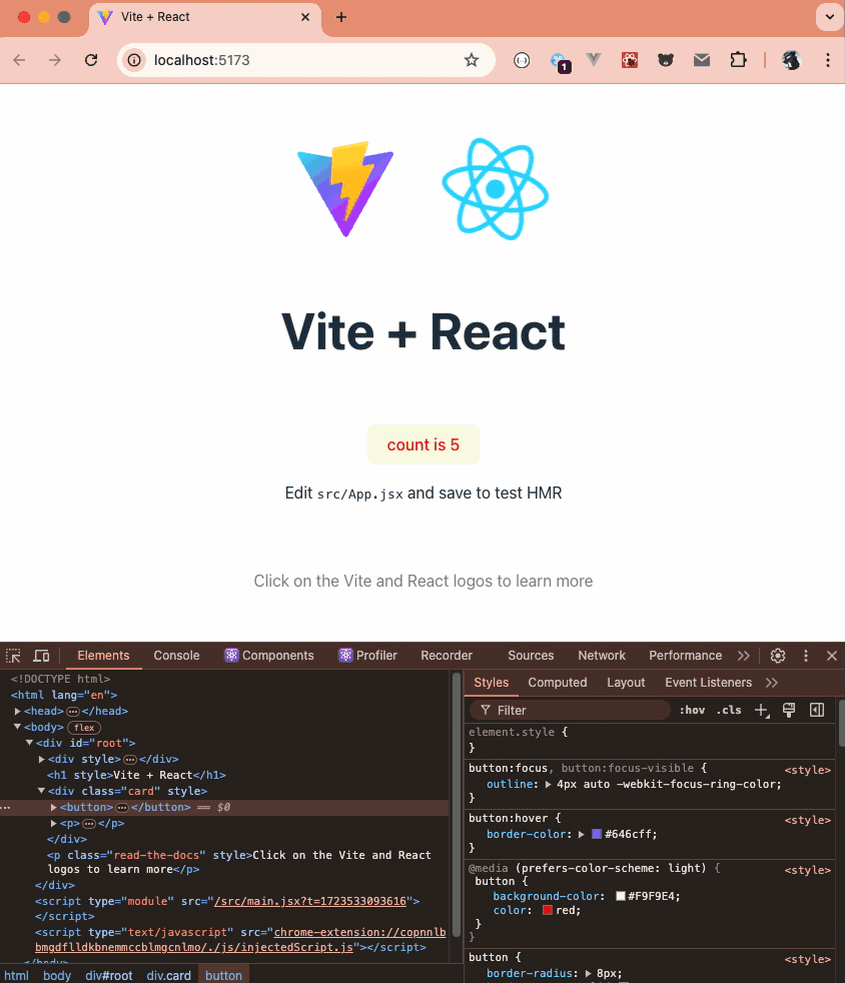 Vite + React
localhost:5173
1
Vite + React
count is 5
Edit src/App.jsx and save to test HMR
Click on the Vite and React logos to learn more
Elements Console Components Profiler Recorder Sources Network Performance
<!DOCTYPE html>
<html lang="en">
<head>…</head>
<body> flex
<div id="root">
<div style>…</div>
<h1 style>Vite + React</h1>
<div class="card" style>
… <button>…</button> == $0
<p>…</p>
</div>
<p class="read-the-docs" style>Click on the Vite and React
logos to learn more</p>
</div>
<script type="module" src="/src/main.jsx?t=1723533093616">
</script>
<script type="text/javascript" src="chrome-extension://copnnlb
bmgdflldkbnemmccblmgcnlmo/./js/injectedScript.js"></script>
</body>
html body div#root div.card button
Styles Computed Layout Event Listeners
Filter :hov .cls
element.style {
}
button:focus, button:focus-visible { <style>
outline: 4px auto -webkit-focus-ring-color;
}
button:hover { <style>
border-color: #646cff;
}
@media (prefers-color-scheme: light) { <style>
button {
background-color: #F9F9E4;
color: red;
}
}
button { <style>
border-radius: 8px;